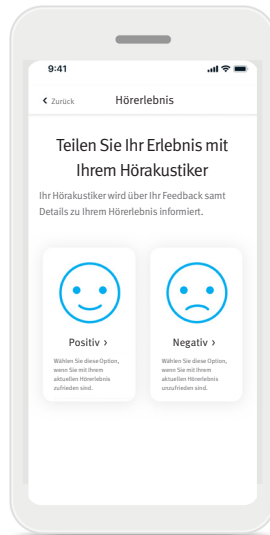 9:41
Zurück
Hörerlebnis
Teilen Sie Ihr Erlebnis mit
Ihrem Hörakustiker
Ihr Hörakustiker wird über Ihr Feedback samt
Details zu Ihrem Hörerlebnis informiert.
Positiv ›
Wählen Sie diese Option,
wenn Sie mit Ihrem
aktuellen Hörerlebnis
zufrieden sind.
Negativ ›
Wählen Sie diese Option,
wenn Sie mit Ihrem
aktuellen Hörerlebnis
unzufrieden sind.